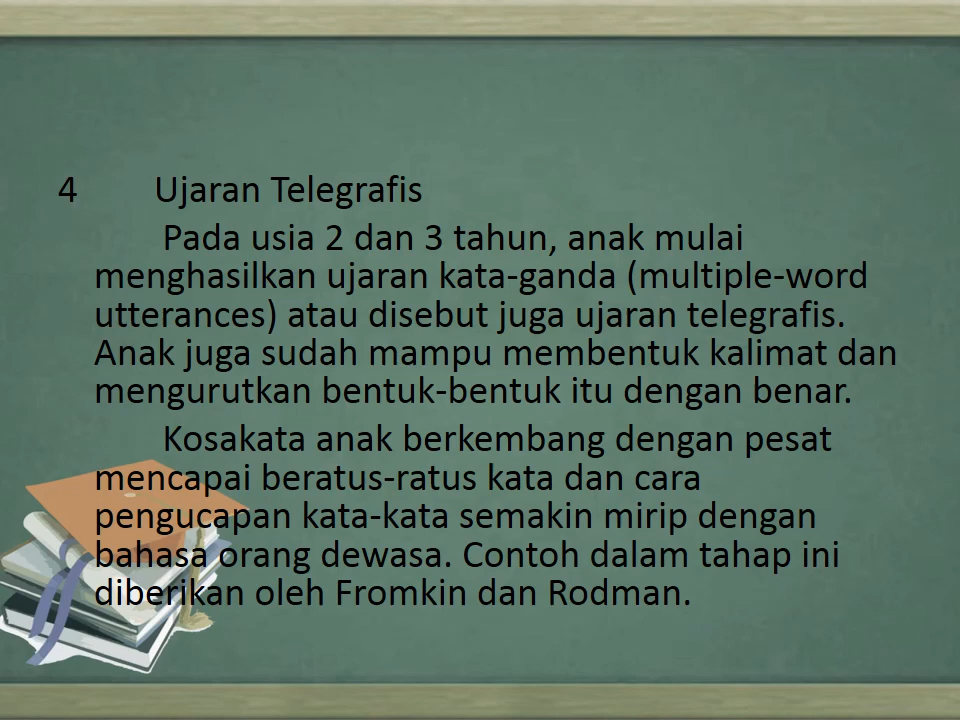 4 Ujaran Telegrafis
Pada usia 2 dan 3 tahun, anak mulai
menghasilkan ujaran kata-ganda (multiple-word
utterances) atau disebut juga ujaran telegrafis.
Anak juga sudah mampu membentuk kalimat dan
mengurutkan bentuk-bentuk itu dengan benar.
Kosakata anak berkembang dengan pesat
mencapai beratus-ratus kata dan cara
pengucapan kata-kata semakin mirip dengan
bahasa orang dewasa. Contoh dalam tahap ini
diberikan oleh Fromkin dan Rodman.